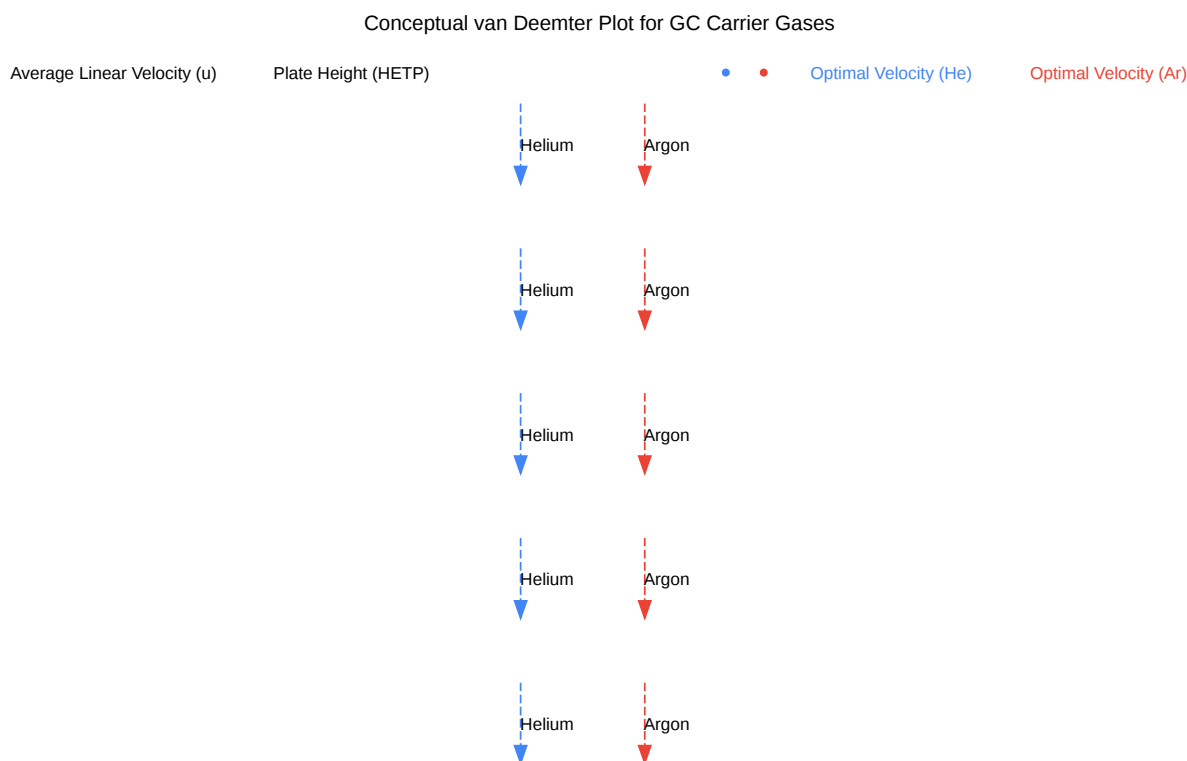 Conceptual van Deemter Plot for GC Carrier Gases
Average Linear Velocity (u) Plate Height (HETP) Optimal Velocity (He) Optimal Velocity (Ar)
Helium Argon
Helium Argon
Helium Argon
Helium Argon
Helium Argon